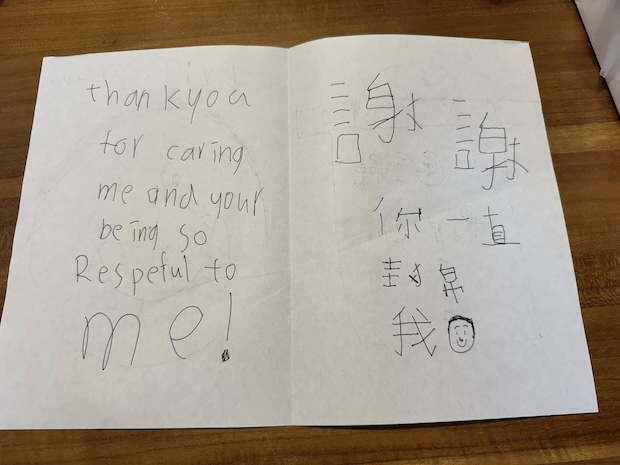 thankyou
for caring
me and your
being so
Respeful to
me!
謝謝
你一直
幫
我